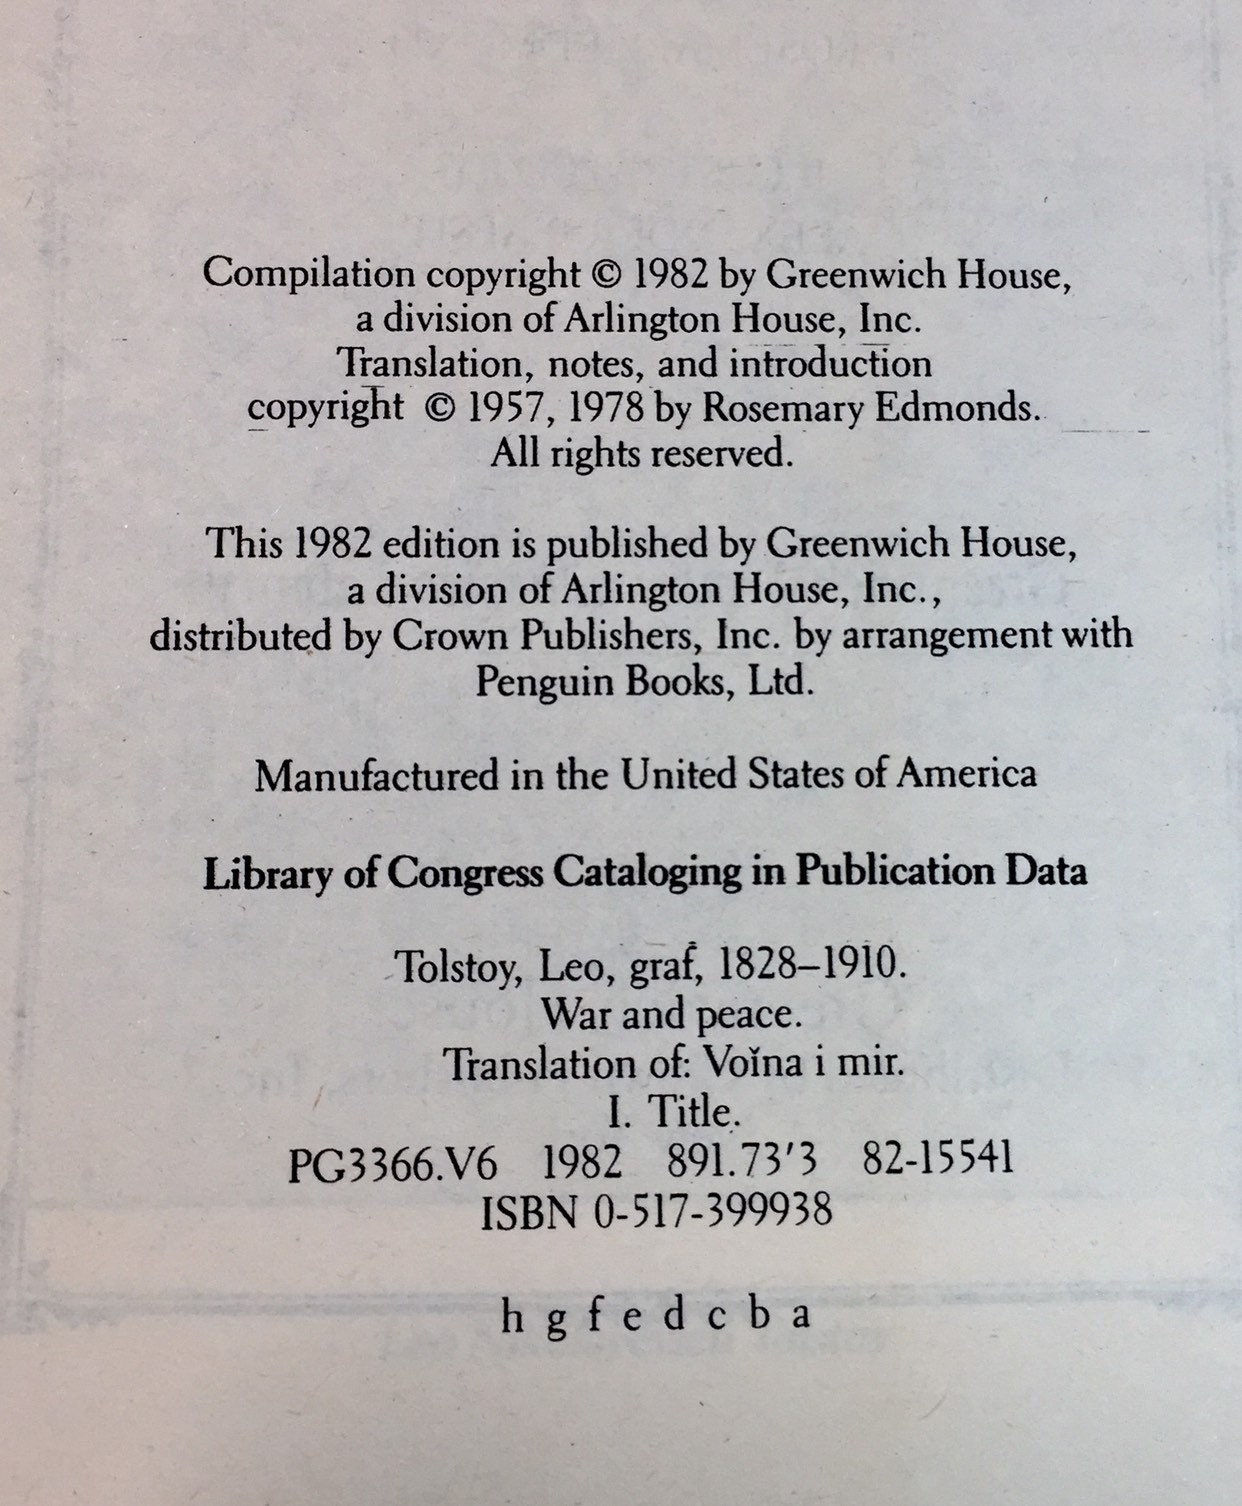 Compilation copyright © 1982 by Greenwich House,
a division of Arlington House, Inc.
Translation, notes, and introduction
copyright © 1957, 1978 by Rosemary Edmonds.
All rights reserved.
This 1982 edition is published by Greenwich House,
a division of Arlington House, Inc.,
distributed by Crown Publishers, Inc. by arrangement with
Penguin Books, Ltd.
Manufactured in the United States of America
Library of Congress Cataloging in Publication Data
Tolstoy, Leo, graf, 1828–1910.
War and peace.
Translation of: Voĭna i mir.
I. Title.
PG3366.V6 1982 891.73′3 82-15541
ISBN 0-517-399938
h g f e d c b a